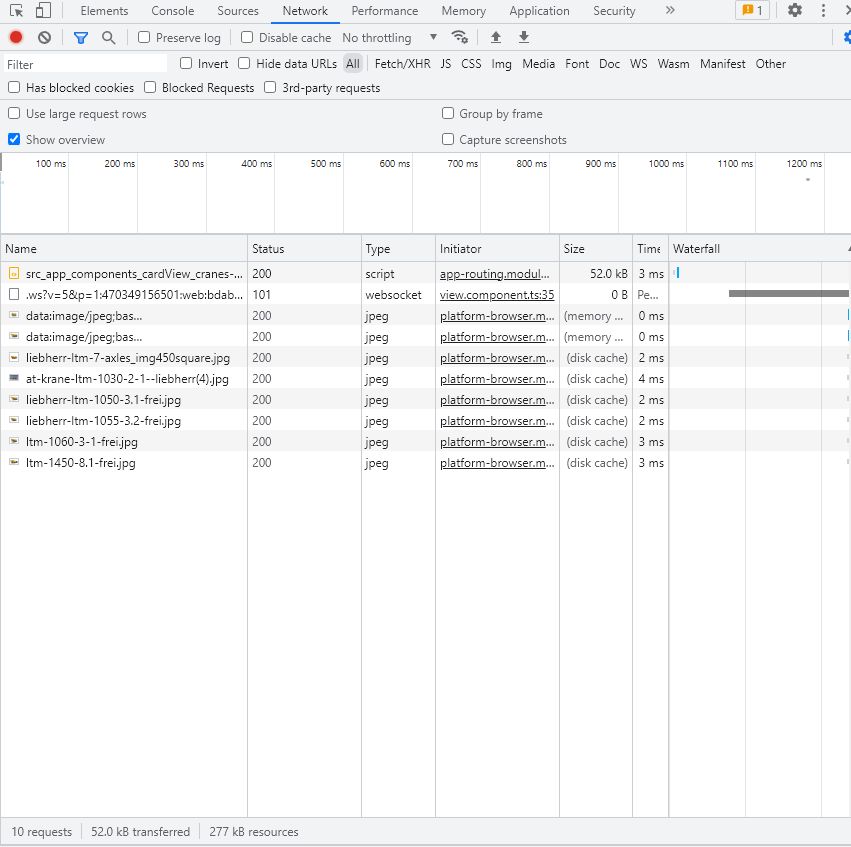 Elements Console Sources Network Performance Memory Application Security » 1
Preserve log Disable cache No throttling
Filter Invert Hide data URLs All Fetch/XHR JS CSS Img Media Font Doc WS Wasm Manifest Other
Has blocked cookies Blocked Requests 3rd-party requests
Use large request rows Group by frame
Show overview Capture screenshots
100 ms 200 ms 300 ms 400 ms 500 ms 600 ms 700 ms 800 ms 900 ms 1000 ms 1100 ms 1200 ms
Name Status Type Initiator Size Time Waterfall
src_app_components_cardView_cranes-... 200 script app-routing.modul... 52.0 kB 3 ms
.ws?v=5&p=1:470349156501:web:bdab... 101 websocket view.component.ts:35 0 B Pe...
data:image/jpeg;bas... 200 jpeg platform-browser.m... (memory ... 0 ms
data:image/jpeg;bas... 200 jpeg platform-browser.m... (memory ... 0 ms
liebherr-ltm-7-axles_img450square.jpg 200 jpeg platform-browser.m... (disk cache) 2 ms
at-krane-ltm-1030-2-1--liebherr(4).jpg 200 jpeg platform-browser.m... (disk cache) 4 ms
liebherr-ltm-1050-3.1-frei.jpg 200 jpeg platform-browser.m... (disk cache) 2 ms
liebherr-ltm-1055-3.2-frei.jpg 200 jpeg platform-browser.m... (disk cache) 2 ms
ltm-1060-3-1-frei.jpg 200 jpeg platform-browser.m... (disk cache) 3 ms
ltm-1450-8.1-frei.jpg 200 jpeg platform-browser.m... (disk cache) 3 ms
10 requests 52.0 kB transferred 277 kB resources